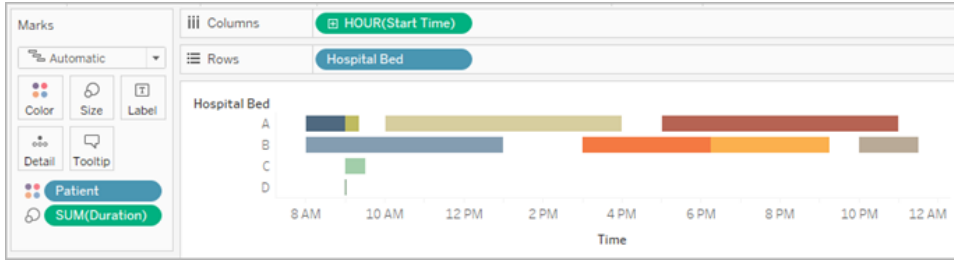 Marks
Automatic
Color Size Label
Detail Tooltip
Patient
SUM(Duration)
Columns HOUR(Start Time)
Rows Hospital Bed
Hospital Bed
A
B
C
D
8 AM 10 AM 12 PM 2 PM 4 PM 6 PM 8 PM 10 PM 12 AM
Time